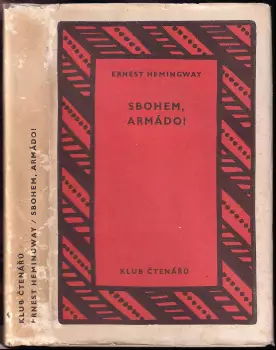 ERNEST HEMINGWAY
SBOHEM,
ARMÁDO!
KLUB ČTENÁŘŮ
KLUB ČTENÁŘŮ
ERNEST HEMINGWAY / SBOHEM, ARMÁDO!